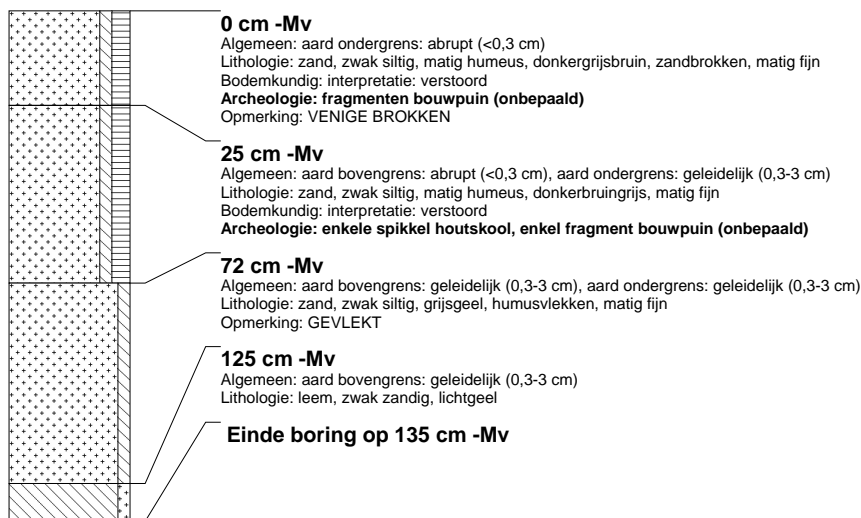 0 cm -Mv
Algemeen: aard ondergrens: abrupt (<0,3 cm)
Lithologie: zand, zwak siltig, matig humeus, donkergrijsbruin, zandbrokken, matig fijn
Bodemkundig: interpretatie: verstoord
Archeologie: fragmenten bouwpuin (onbepaald)
Opmerking: VENIGE BROKKEN
25 cm -Mv
Algemeen: aard bovengrens: abrupt (<0,3 cm), aard ondergrens: geleidelijk (0,3-3 cm)
Lithologie: zand, zwak siltig, matig humeus, donkerbruingrijs, matig fijn
Bodemkundig: interpretatie: verstoord
Archeologie: enkele spikkel houtskool, enkel fragment bouwpuin (onbepaald)
72 cm -Mv
Algemeen: aard bovengrens: geleidelijk (0,3-3 cm), aard ondergrens: geleidelijk (0,3-3 cm)
Lithologie: zand, zwak siltig, grijsgeel, humusvlekken, matig fijn
Opmerking: GEVLEKT
125 cm -Mv
Algemeen: aard bovengrens: geleidelijk (0,3-3 cm)
Lithologie: leem, zwak zandig, lichtgeel
Einde boring op 135 cm -Mv